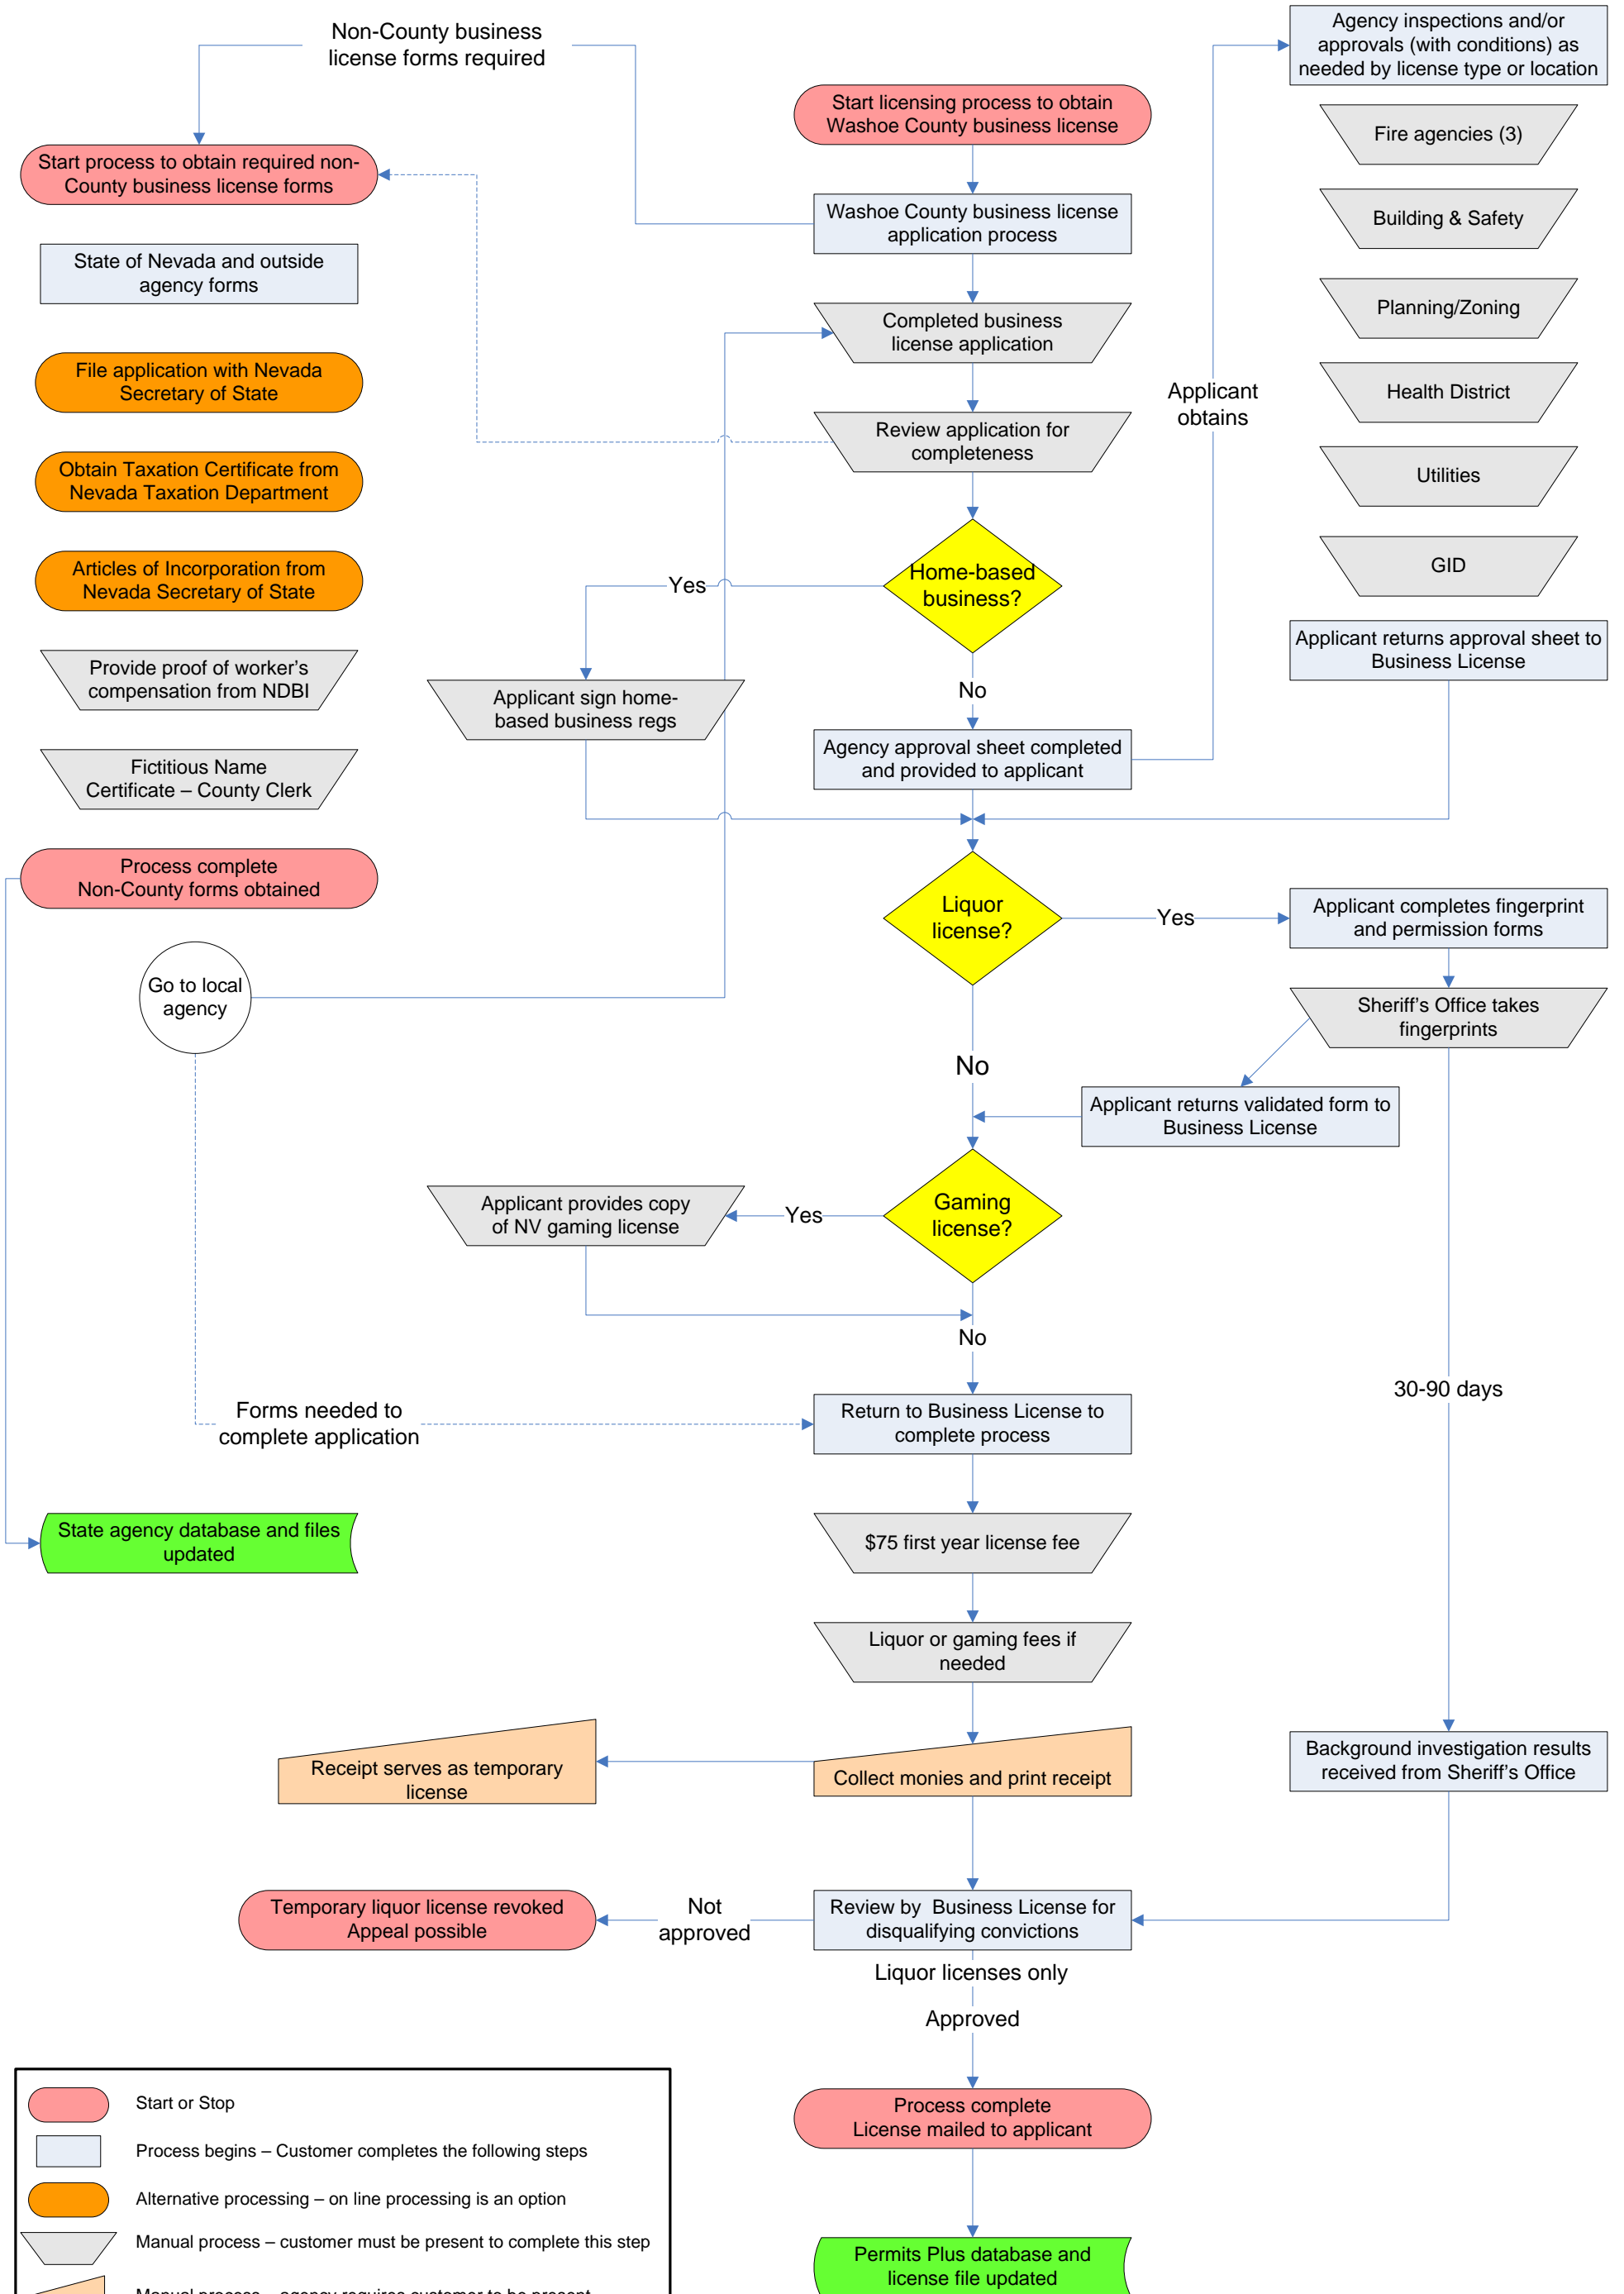 Non-County business
license forms required
Start process to obtain required non-
County business license forms
State of Nevada and outside
agency forms
File application with Nevada
Secretary of State
Obtain Taxation Certificate from
Nevada Taxation Department
Articles of Incorporation from
Nevada Secretary of State
Provide proof of worker's
compensation from NDBI
Fictitious Name
Certificate – County Clerk
Process complete
Non-County forms obtained
Go to local
agency
Forms needed to
complete application
State agency database and files
updated
Start licensing process to obtain
Washoe County business license
Washoe County business license
application process
Completed business
license application
Review application for
completeness
Home-based
business?
Yes
Applicant sign home-
based business regs
No
Agency approval sheet completed
and provided to applicant
Applicant
obtains
Agency inspections and/or
approvals (with conditions) as
needed by license type or location
Fire agencies (3)
Building & Safety
Planning/Zoning
Health District
Utilities
GID
Applicant returns approval sheet to
Business License
Liquor
license?
Yes
Applicant completes fingerprint
and permission forms
Sheriff's Office takes
fingerprints
No
Applicant returns validated form to
Business License
Gaming
license?
Yes
Applicant provides copy
of NV gaming license
No
30-90 days
Return to Business License to
complete process
$75 first year license fee
Liquor or gaming fees if
needed
Collect monies and print receipt
Receipt serves as temporary
license
Background investigation results
received from Sheriff's Office
Review by Business License for
disqualifying convictions
Not
approved
Temporary liquor license revoked
Appeal possible
Liquor licenses only
Approved
Process complete
License mailed to applicant
Permits Plus database and
license file updated
Start or Stop
Process begins – Customer completes the following steps
Alternative processing – on line processing is an option
Manual process – customer must be present to complete this step
Manual process – agency requires customer to be present